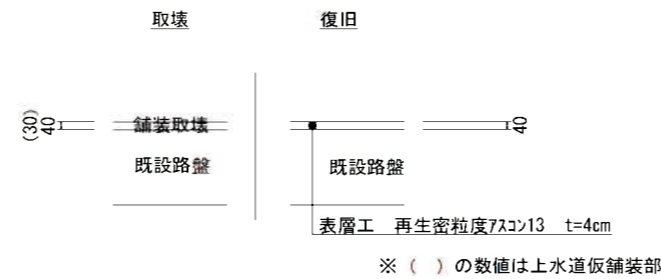 取壊
復旧
(30)
40
舗装取壊
既設路盤
既設路盤
40
表層工 再生密粒度ｱｽｺﾝ13 t=4cm
※ ( ) の数値は上水道仮舗装部